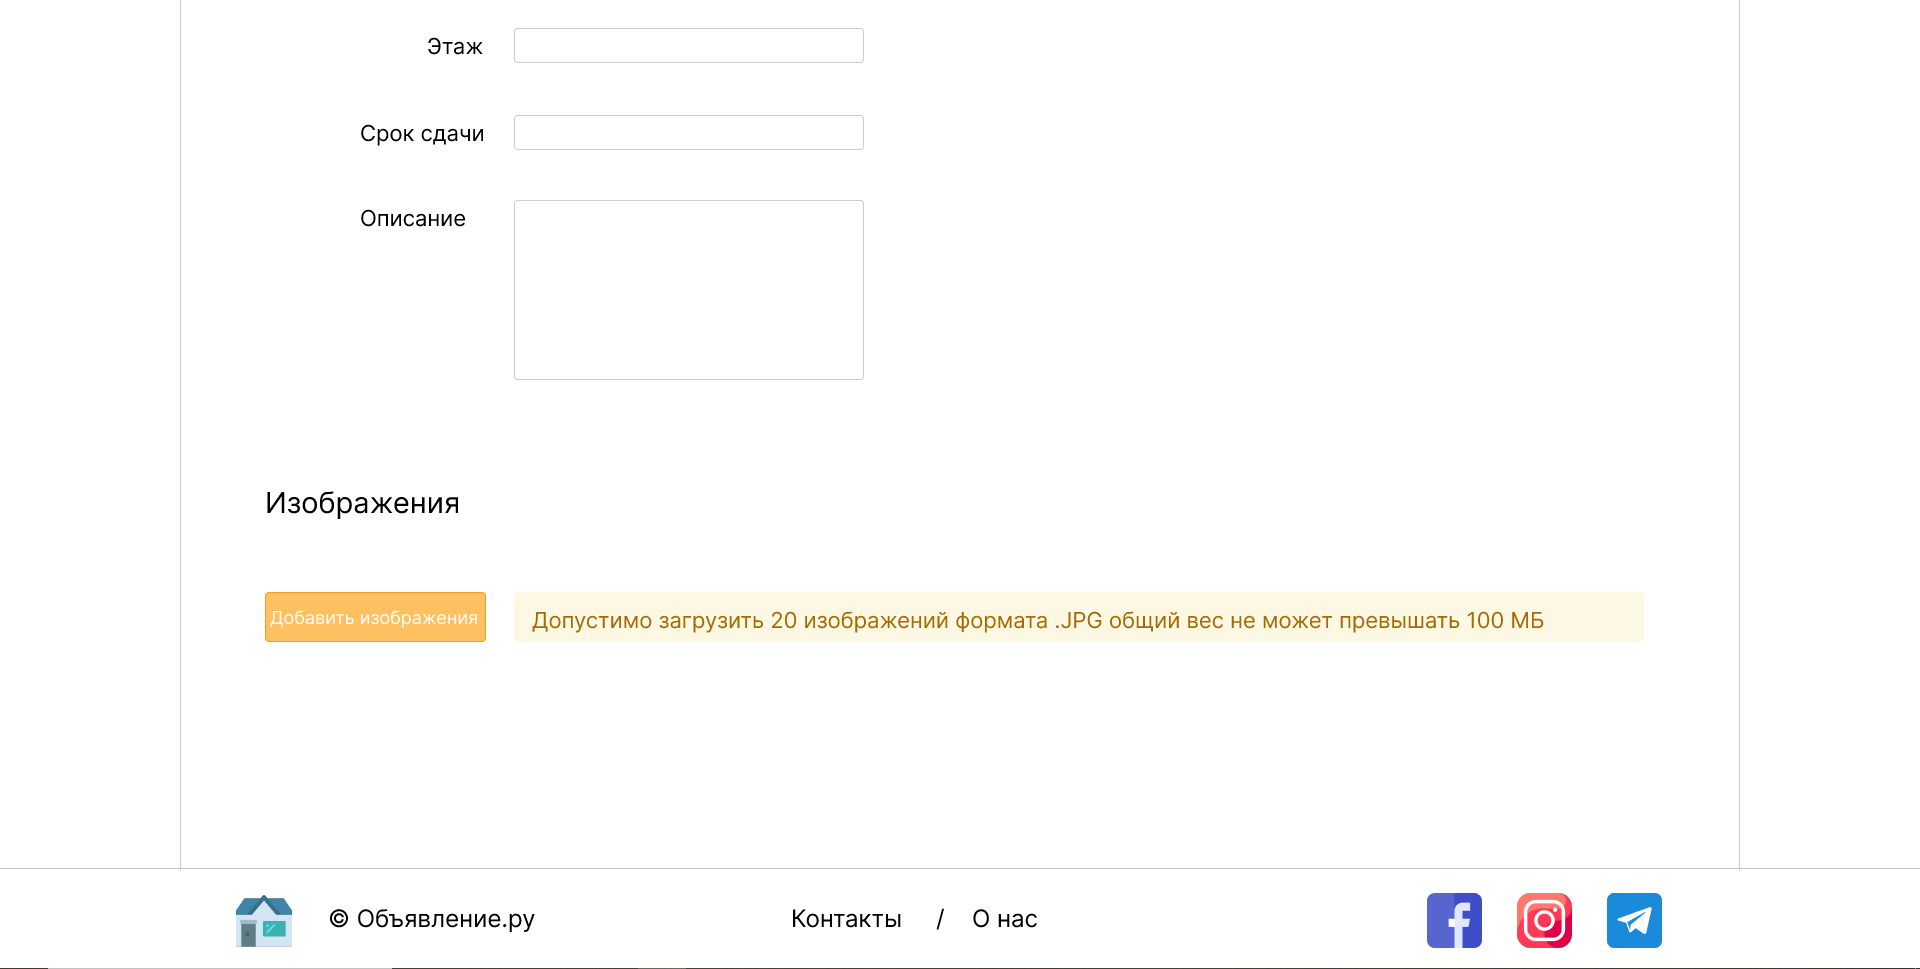 Этаж
Срок сдачи
Описание
Изображения
Добавить изображения
Допустимо загрузить 20 изображений формата .JPG общий вес не может превышать 100 МБ
© Объявление.ру
Контакты / О нас